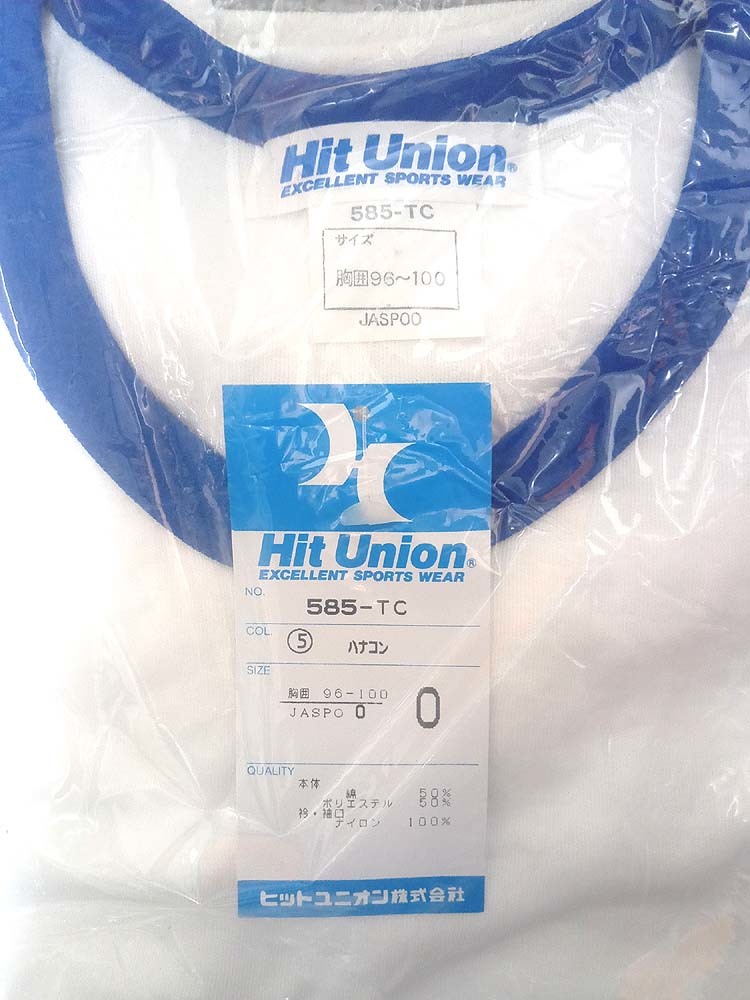 Hit Union®
EXCELLENT SPORTS WEAR
585-TC
サイズ
胸囲96〜100
JASPOO
Hit Union®
EXCELLENT SPORTS WEAR
NO.
585-TC
COL. ⑤ ハナコン
SIZE
胸囲 96-100
JASPO 0 0
QUALITY
本体
綿 50%
ポリエステル 50%
衿・袖口
ナイロン 100%
ヒットユニオン株式会社